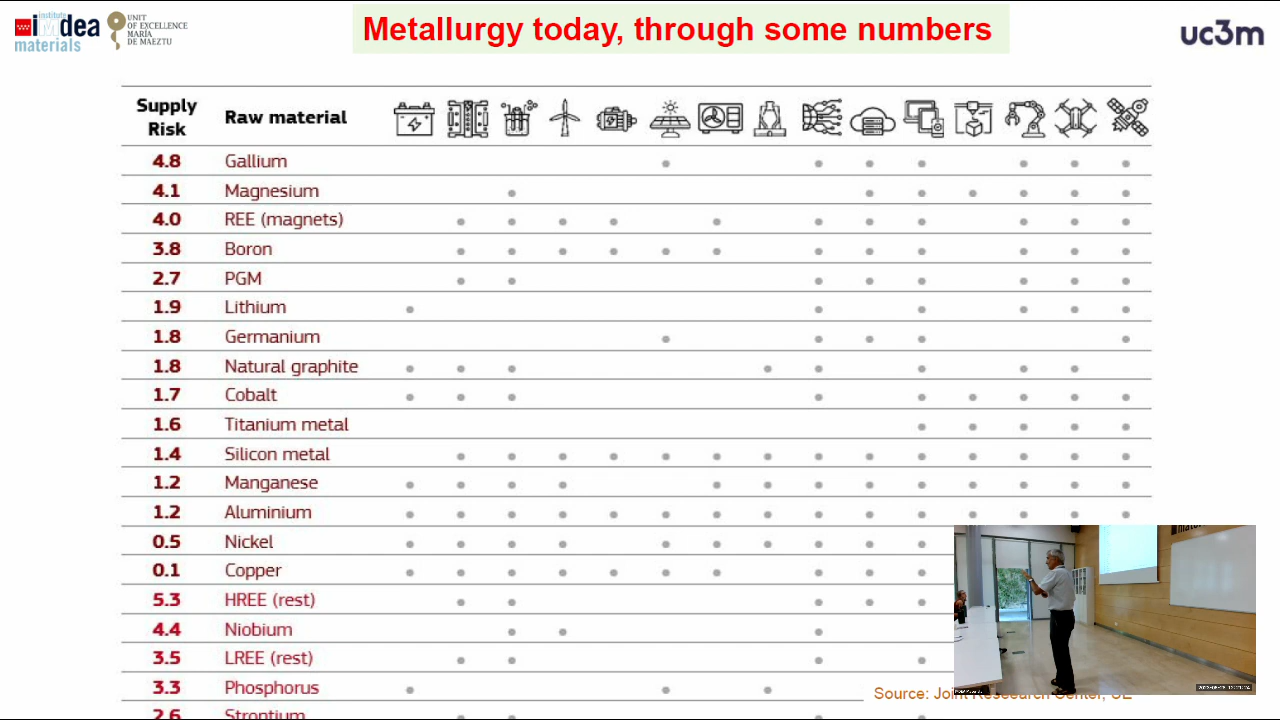 institute
iMdea
materials
UNIT
OF EXCELLENCE
MARÍA
DE MAEZTU
Metallurgy today, through some numbers
uc3m
Supply Risk Raw material
4.8 Gallium
4.1 Magnesium
4.0 REE (magnets)
3.8 Boron
2.7 PGM
1.9 Lithium
1.8 Germanium
1.8 Natural graphite
1.7 Cobalt
1.6 Titanium metal
1.4 Silicon metal
1.2 Manganese
1.2 Aluminium
0.5 Nickel
0.1 Copper
5.3 HREE (rest)
4.4 Niobium
3.5 LREE (rest)
3.3 Phosphorus
2.6 Strontium
Source: Joint